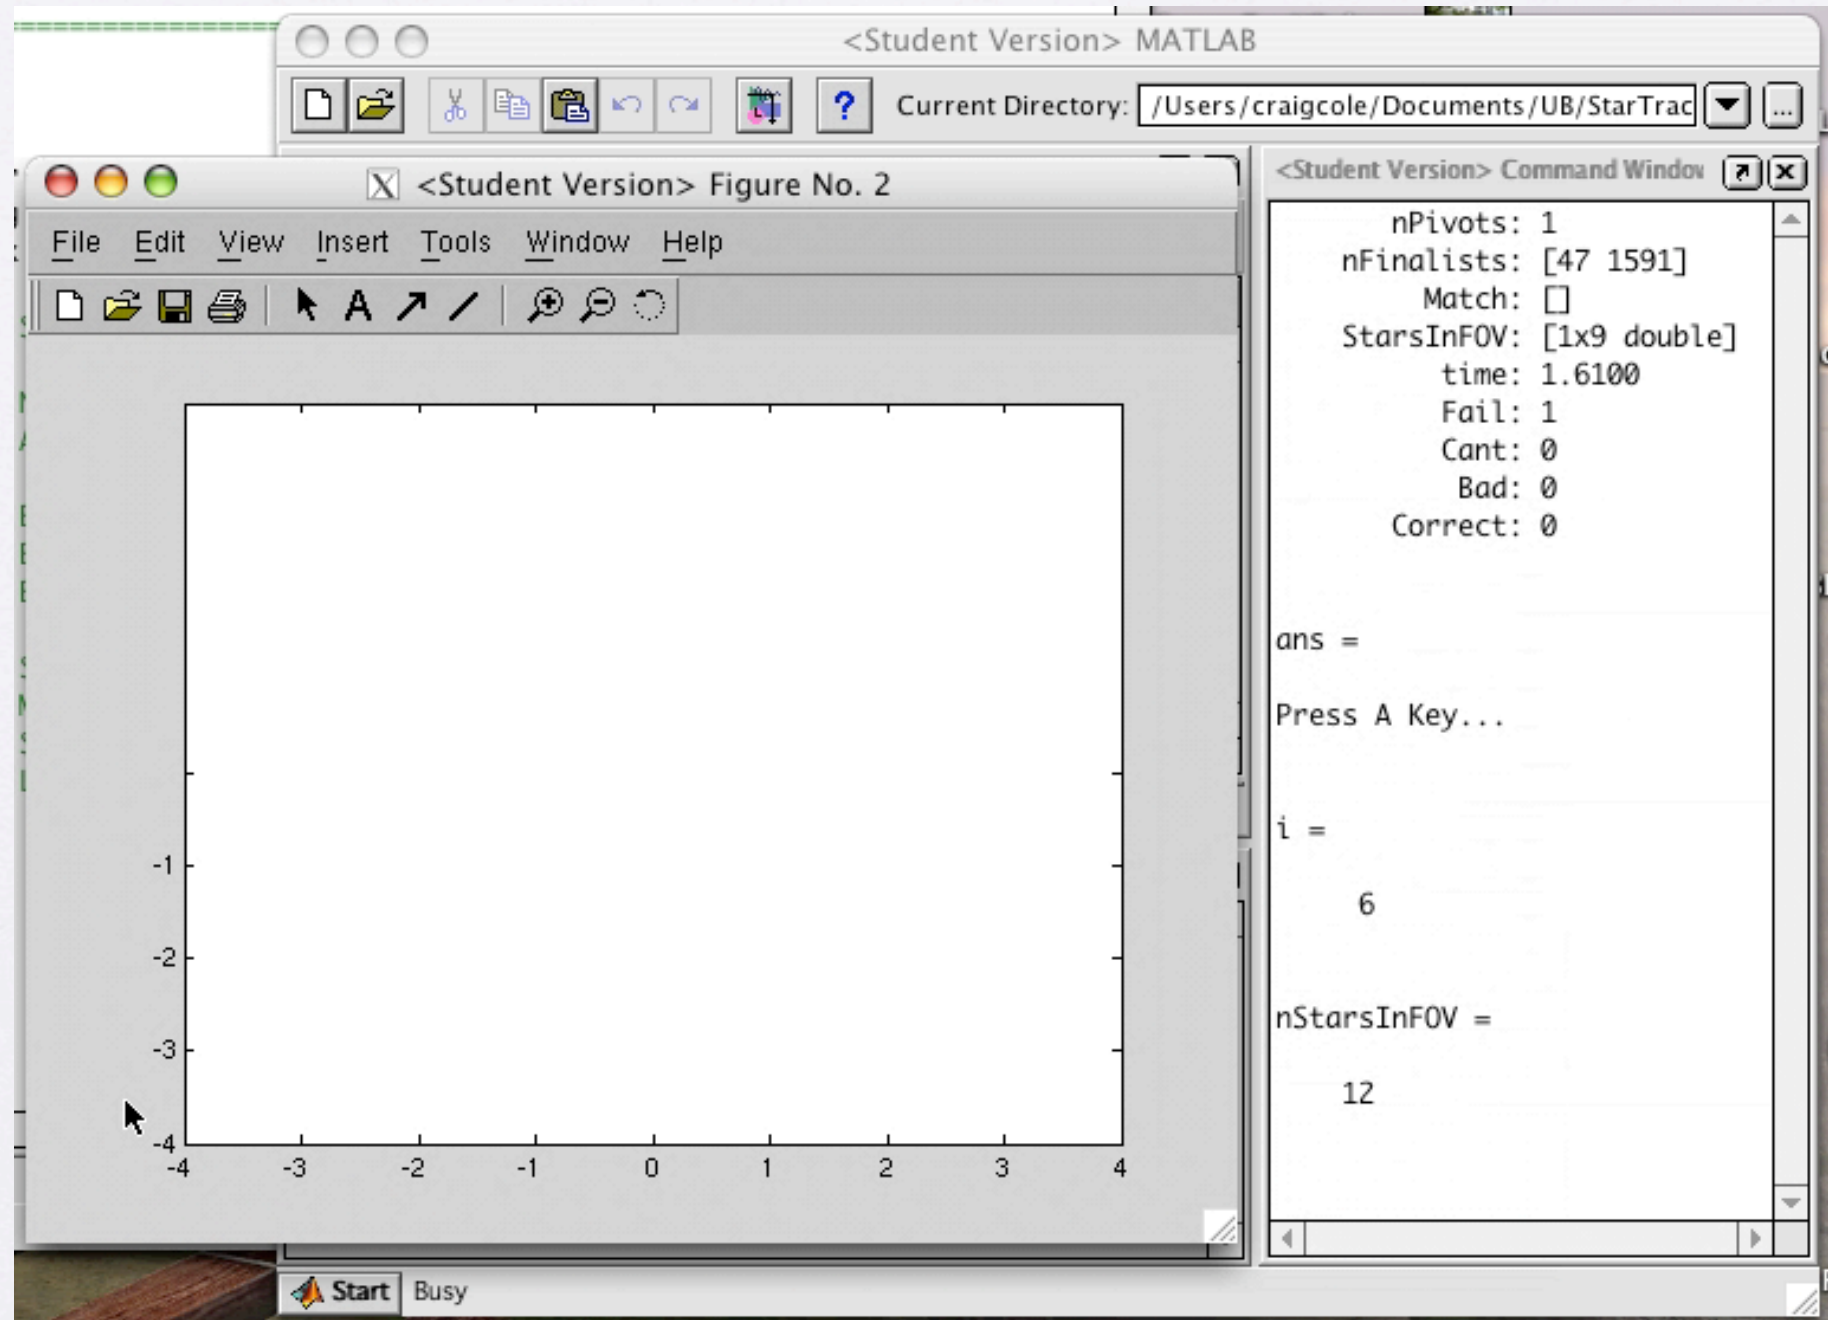 <Student Version> MATLAB
Current Directory: /Users/craigcole/Documents/UB/StarTrac
...
<Student Version> Figure No. 2
File Edit View Insert Tools Window Help
A
-1
-2
-3
-4
-4 -3 -2 -1 0 1 2 3 4
<Student Version> Command Window
nPivots: 1
nFinalists: [47 1591]
Match: []
StarsInFOV: [1x9 double]
time: 1.6100
Fail: 1
Cant: 0
Bad: 0
Correct: 0
ans =
Press A Key...
i =
6
nStarsInFOV =
12
Start Busy